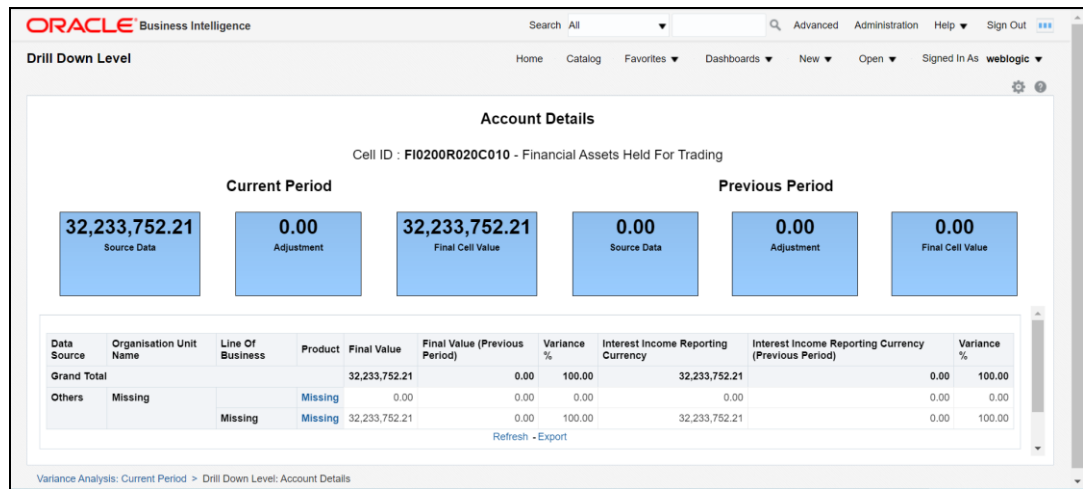 ORACLE Business Intelligence Search All Advanced Administration Help Sign Out
Drill Down Level Home Catalog Favorites Dashboards New Open Signed In As weblogic
Account Details
Cell ID : FI0200R020C010 - Financial Assets Held For Trading
Current Period Previous Period
32,233,752.21 0.00 32,233,752.21 0.00 0.00 0.00
Source Data Adjustment Final Cell Value Source Data Adjustment Final Cell Value
Data Source Organisation Unit Name Line Of Business Product Final Value Final Value (Previous Period) Variance % Interest Income Reporting Currency Interest Income Reporting Currency (Previous Period) Variance %
Grand Total 32,233,752.21 0.00 100.00 32,233,752.21 0.00 100.00
Others Missing Missing 0.00 0.00 0.00 0.00 0.00 0.00
Missing Missing 32,233,752.21 0.00 100.00 32,233,752.21 0.00 100.00
Refresh - Export
Variance Analysis: Current Period > Drill Down Level: Account Details